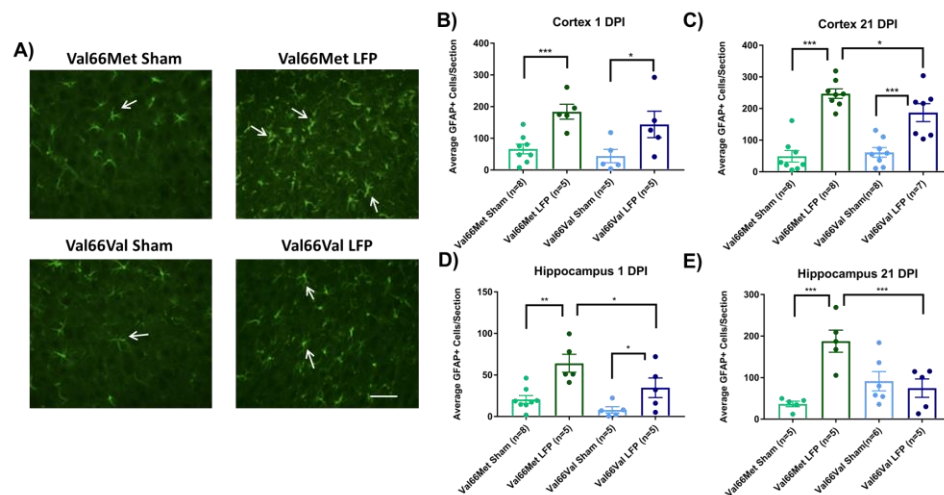 A)
Val66Met Sham
Val66Met LFP
Val66Val Sham
Val66Val LFP
B)
Cortex 1 DPI
Average GFAP+ Cells/Section
400
300
200
100
0
***
*
Val66Met Sham (n=8)
Val66Met LFP (n=5)
Val66Val Sham (n=5)
Val66Val LFP (n=5)
C)
Cortex 21 DPI
Average GFAP+ Cells/Section
400
300
200
100
0
***
*
***
Val66Met Sham (n=8)
Val66Met LFP (n=8)
Val66Val Sham(n=8)
Val66Val LFP (n=7)
D)
Hippocampus 1 DPI
Average GFAP+ Cells/Section
150
100
50
0
**
*
*
Val66Met Sham (n=8)
Val66Met LFP (n=5)
Val66Val Sham (n=5)
Val66Val LFP (n=5)
E)
Hippocampus 21 DPI
Average GFAP+ Cells/Section
300
200
100
0
***
***
Val66Met Sham (n=5)
Val66Met LFP (n=5)
Val66Val Sham(n=6)
Val66Val LFP (n=5)